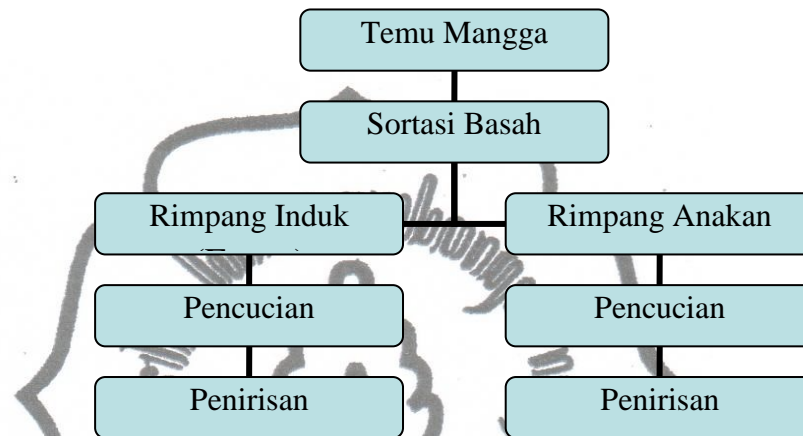 Temu Mangga
Sortasi Basah
Rimpang Induk
Rimpang Anakan
Pencucian
Pencucian
Penirisan
Penirisan